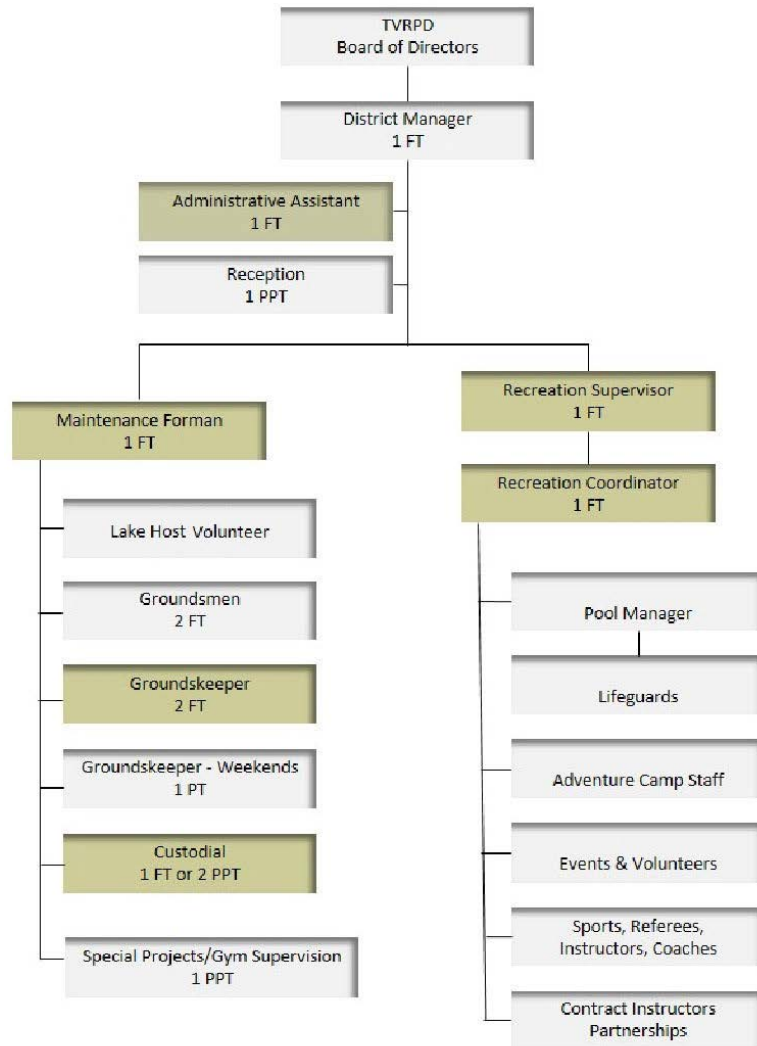 TVRPD
Board of Directors
District Manager
1 FT
Administrative Assistant
1 FT
Reception
1 PPT
Maintenance Forman
1 FT
Lake Host Volunteer
Groundsmen
2 FT
Groundskeeper
2 FT
Groundskeeper - Weekends
1 PT
Custodial
1 FT or 2 PPT
Special Projects/Gym Supervision
1 PPT
Recreation Supervisor
1 FT
Recreation Coordinator
1 FT
Pool Manager
Lifeguards
Adventure Camp Staff
Events & Volunteers
Sports, Referees,
Instructors, Coaches
Contract Instructors
Partnerships